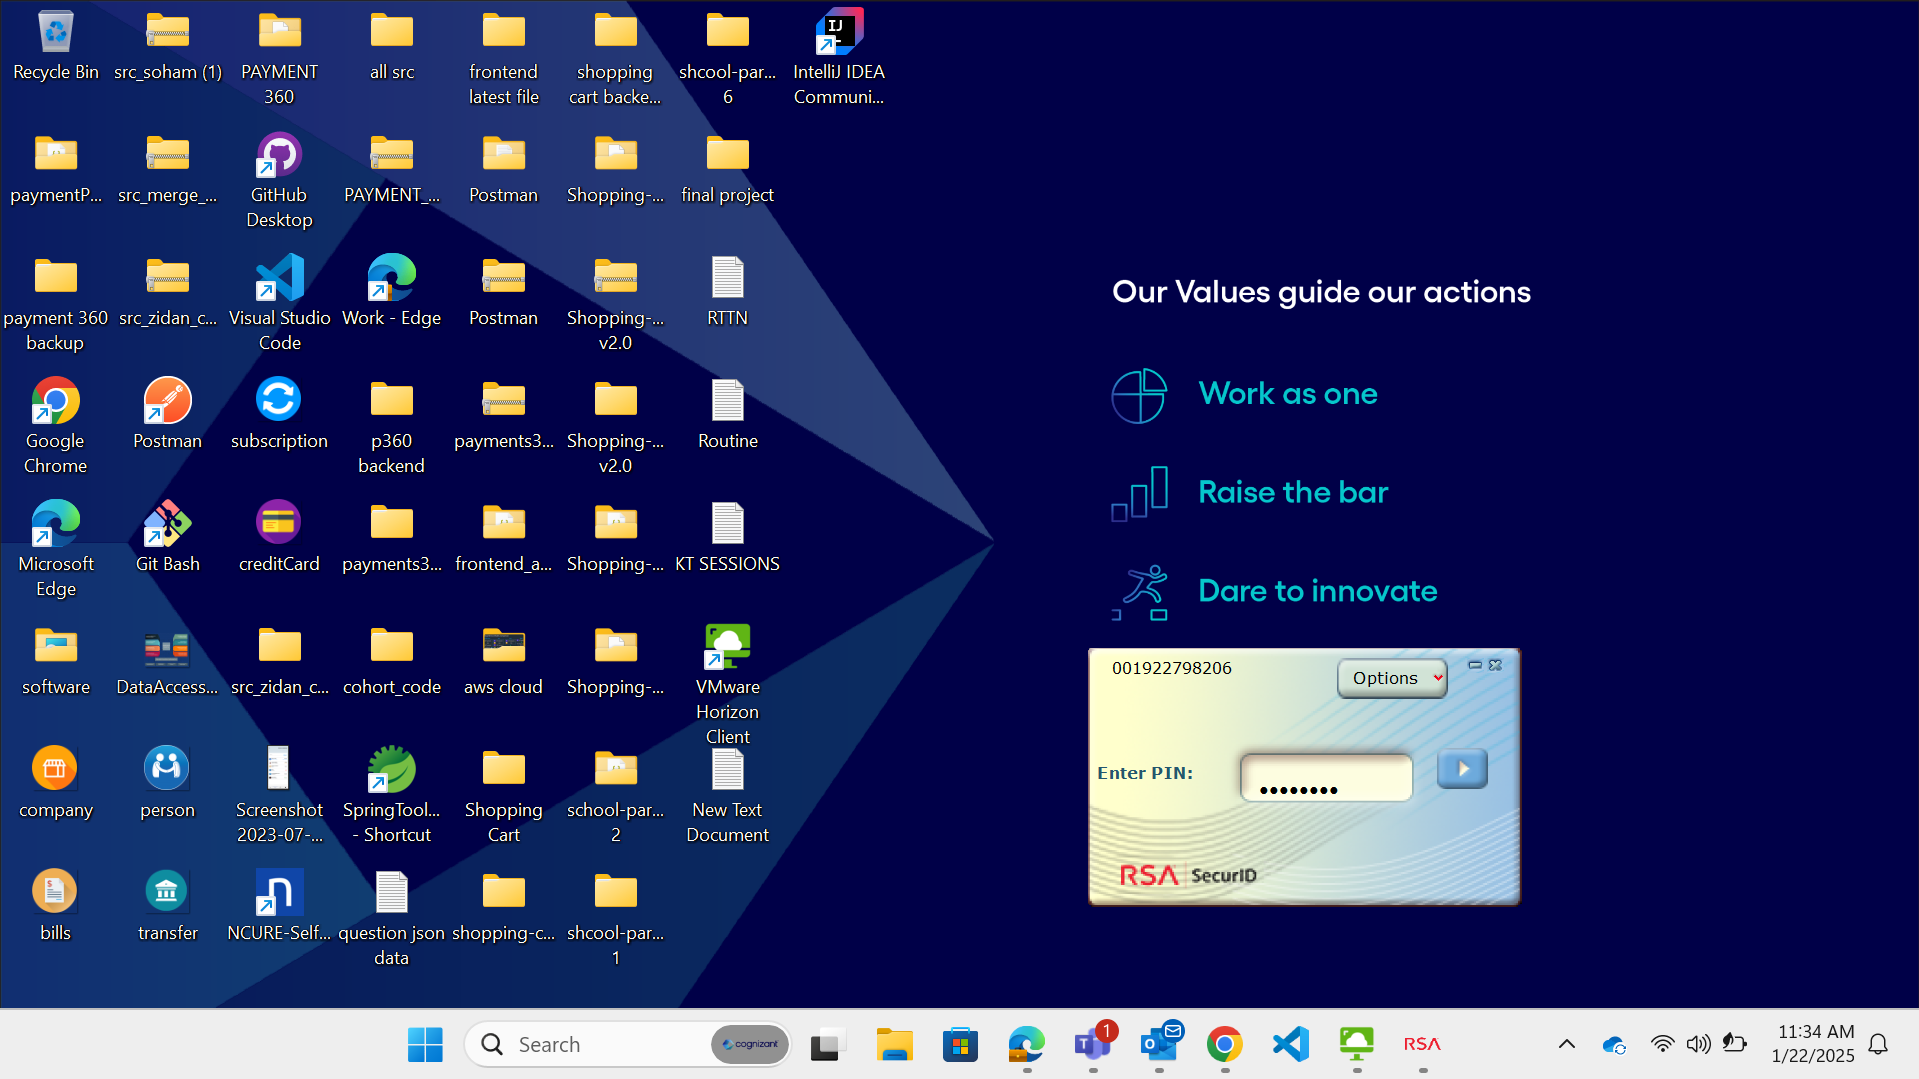 Recycle Bin
src_soham (1)
PAYMENT
360
all src
frontend
latest file
shopping
cart backe...
shcool-par...
6
IJ
IntelliJ IDEA
Communi...
paymentP...
src_merge_...
GitHub
Desktop
PAYMENT_...
Postman
Shopping-...
final project
payment 360
backup
src_zidan_c...
Visual Studio
Code
Work - Edge
Postman
Shopping-...
v2.0
RTTN
Google
Chrome
Postman
subscription
p360
backend
payments3...
Shopping-...
v2.0
Routine
Microsoft
Edge
Git Bash
creditCard
payments3...
frontend_a...
Shopping-...
KT SESSIONS
software
DataAccess...
src_zidan_c...
cohort_code
aws cloud
Shopping-...
VMware
Horizon
Client
company
person
Screenshot
2023-07-...
SpringTool...
- Shortcut
Shopping
Cart
school-par...
2
New Text
Document
bills
transfer
n
NCURE-Self...
question json
data
shopping-c...
shcool-par...
1
Our Values guide our actions
Work as one
Raise the bar
Dare to innovate
001922798206
Options
Enter PIN:
••••••••
RSA SecurID
Search
cognizant
1
RSA
11:34 AM
1/22/2025